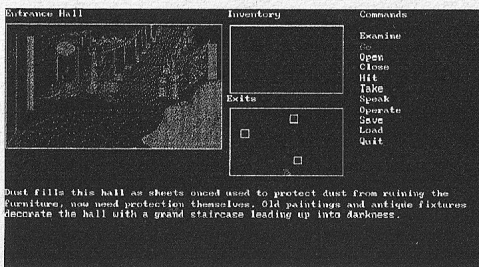 Entrance Hall
Inventory
Commands
Examine
Go
Open
Close
Hit
Take
Speak
Operate
Save
Load
Quit
Exits
Dust fills this hall as sheets onced used to protect dust from ruining the
furniture, now need protection themselves. Old paintings and antique fixtures
decorate the hall with a grand staircase leading up into darkness.